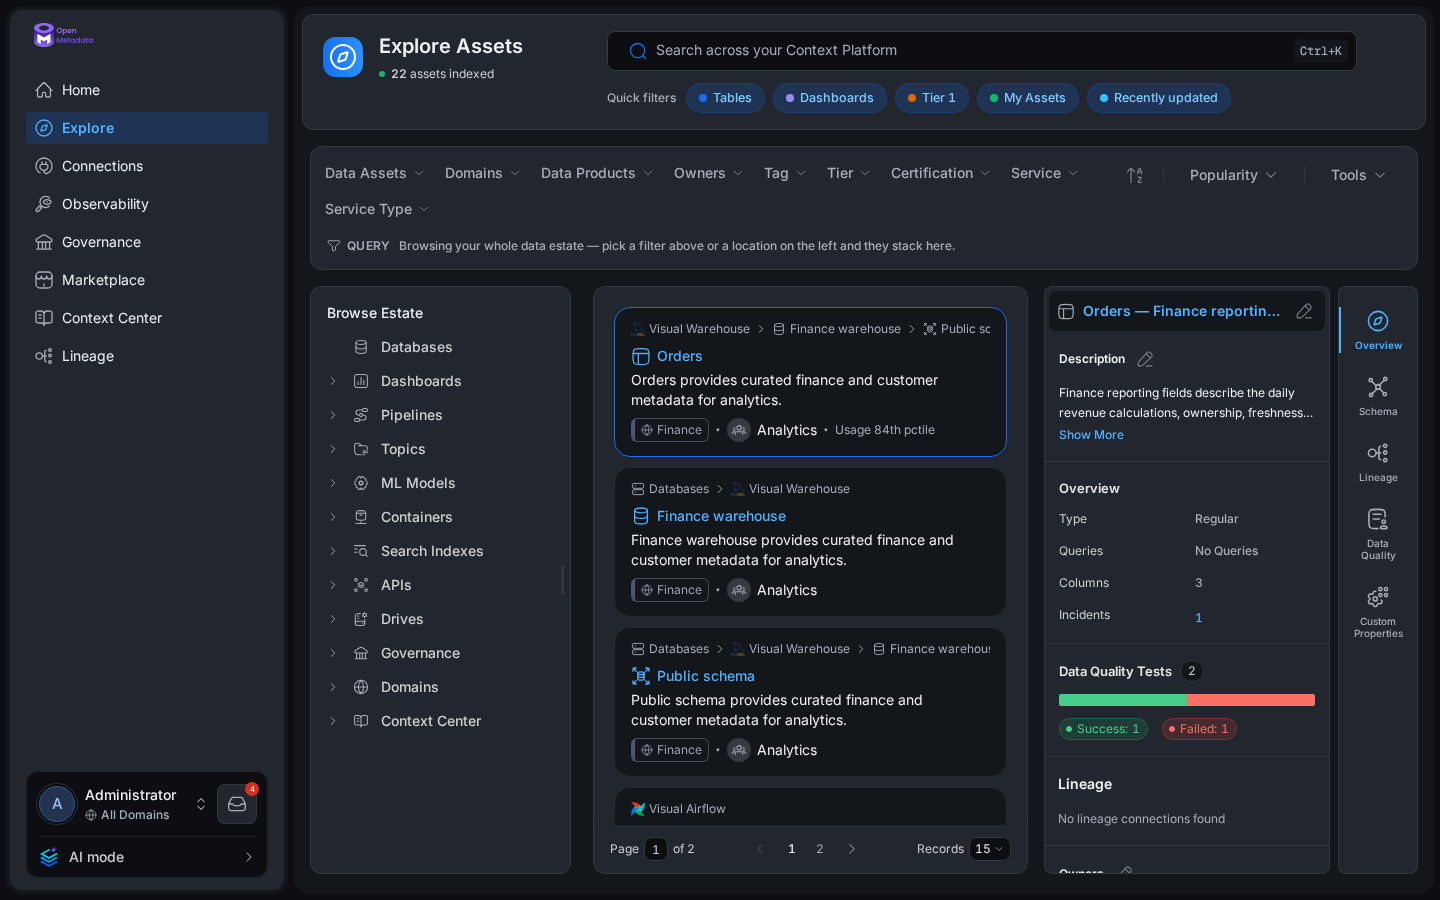 Open
Metadata
Home
Explore
Connections
Observability
Governance
Marketplace
Context Center
Lineage
A
Administrator
All Domains
4
AI mode
Explore Assets
22 assets indexed
Search across your Context Platform
Ctrl+K
Quick filters
Tables
Dashboards
Tier 1
My Assets
Recently updated
Data Assets
Domains
Data Products
Owners
Tag
Tier
Certification
Service
Service Type
A
Z
Popularity
Tools
QUERY Browsing your whole data estate — pick a filter above or a location on the left and they stack here.
Browse Estate
Databases
Dashboards
Pipelines
Topics
ML Models
Containers
Search Indexes
APIs
Drives
Governance
Domains
Context Center
Visual Warehouse > Finance warehouse > Public sc
Orders
Orders provides curated finance and customer
metadata for analytics.
Finance • Analytics • Usage 84th pctile
Databases > Visual Warehouse
Finance warehouse
Finance warehouse provides curated finance and
customer metadata for analytics.
Finance • Analytics
Databases > Visual Warehouse > Finance warehous
Public schema
Public schema provides curated finance and
customer metadata for analytics.
Finance • Analytics
Visual Airflow
Page 1 of 2
1 2
Records 15
Orders — Finance reportin...
Description
Finance reporting fields describe the daily
revenue calculations, ownership, freshness...
Show More
Overview
Type Regular
Queries No Queries
Columns 3
Incidents 1
Data Quality Tests 2
Success: 1
Failed: 1
Lineage
No lineage connections found
Owners
Overview
Schema
Lineage
Data
Quality
Custom
Properties